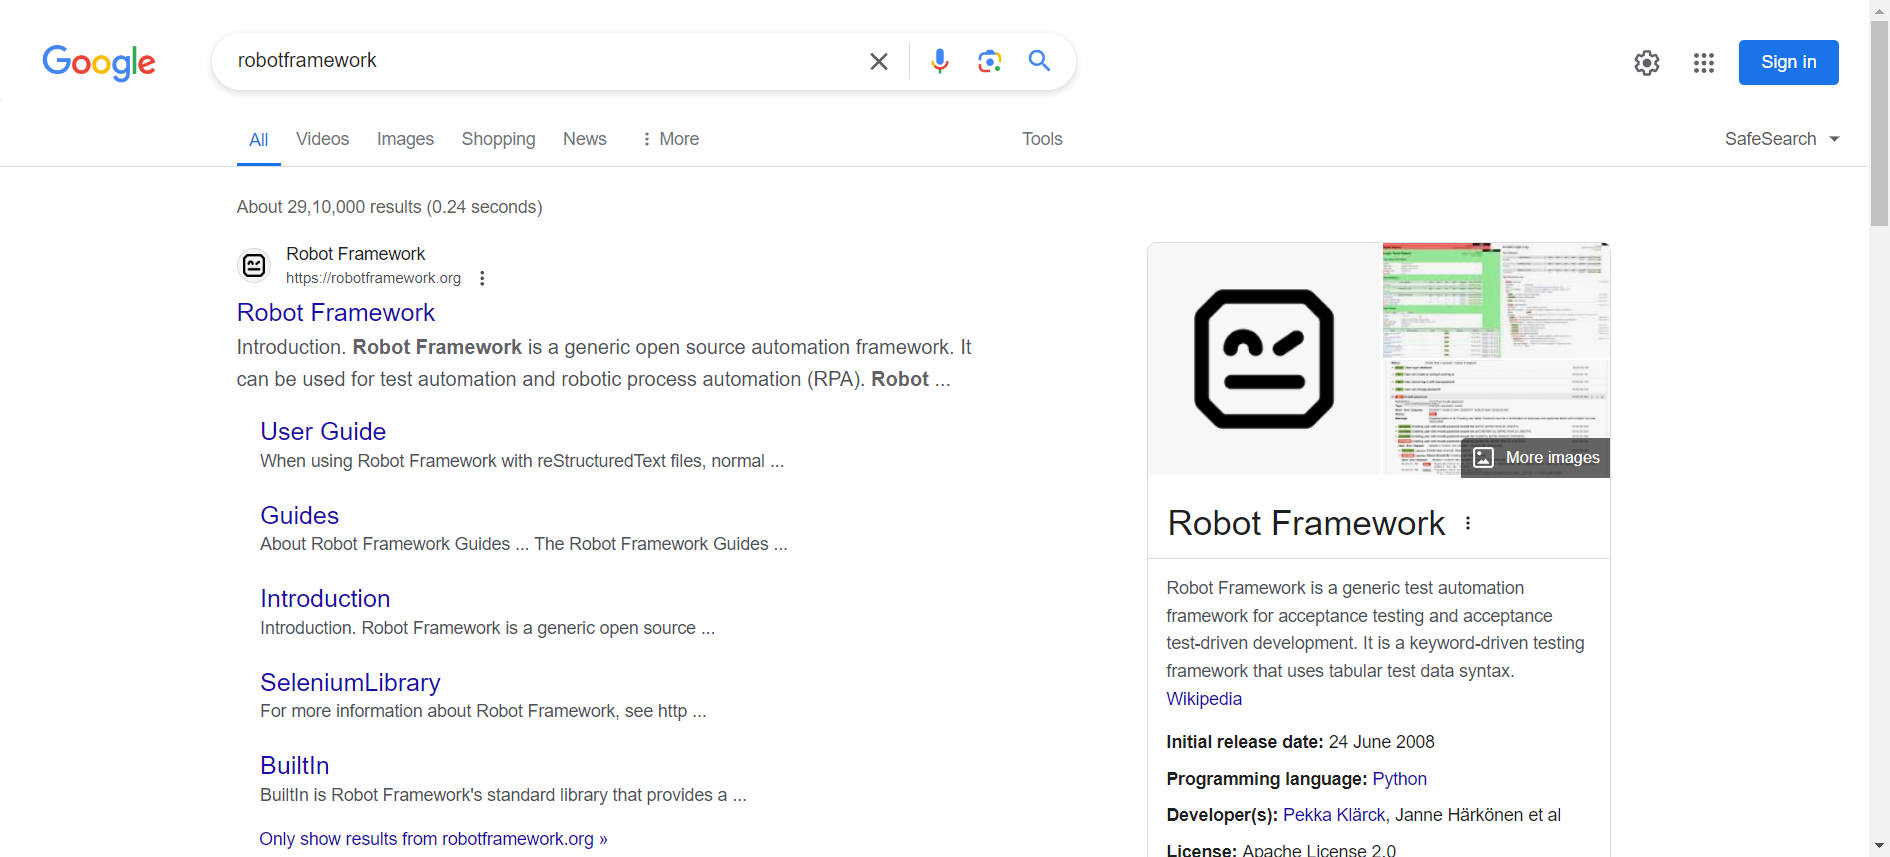 Google
robotframework
Sign in
All Videos Images Shopping News More Tools SafeSearch
About 29,10,000 results (0.24 seconds)
Robot Framework
https://robotframework.org
Robot Framework
Introduction. Robot Framework is a generic open source automation framework. It
can be used for test automation and robotic process automation (RPA). Robot ...
User Guide
When using Robot Framework with reStructuredText files, normal ...
Guides
About Robot Framework Guides ... The Robot Framework Guides ...
Introduction
Introduction. Robot Framework is a generic open source ...
SeleniumLibrary
For more information about Robot Framework, see http ...
BuiltIn
BuiltIn is Robot Framework's standard library that provides a ...
Only show results from robotframework.org »
More images
Robot Framework
Robot Framework is a generic test automation
framework for acceptance testing and acceptance
test-driven development. It is a keyword-driven testing
framework that uses tabular test data syntax.
Wikipedia
Initial release date: 24 June 2008
Programming language: Python
Developer(s): Pekka Klärck, Janne Härkönen et al
License: Apache License 2.0